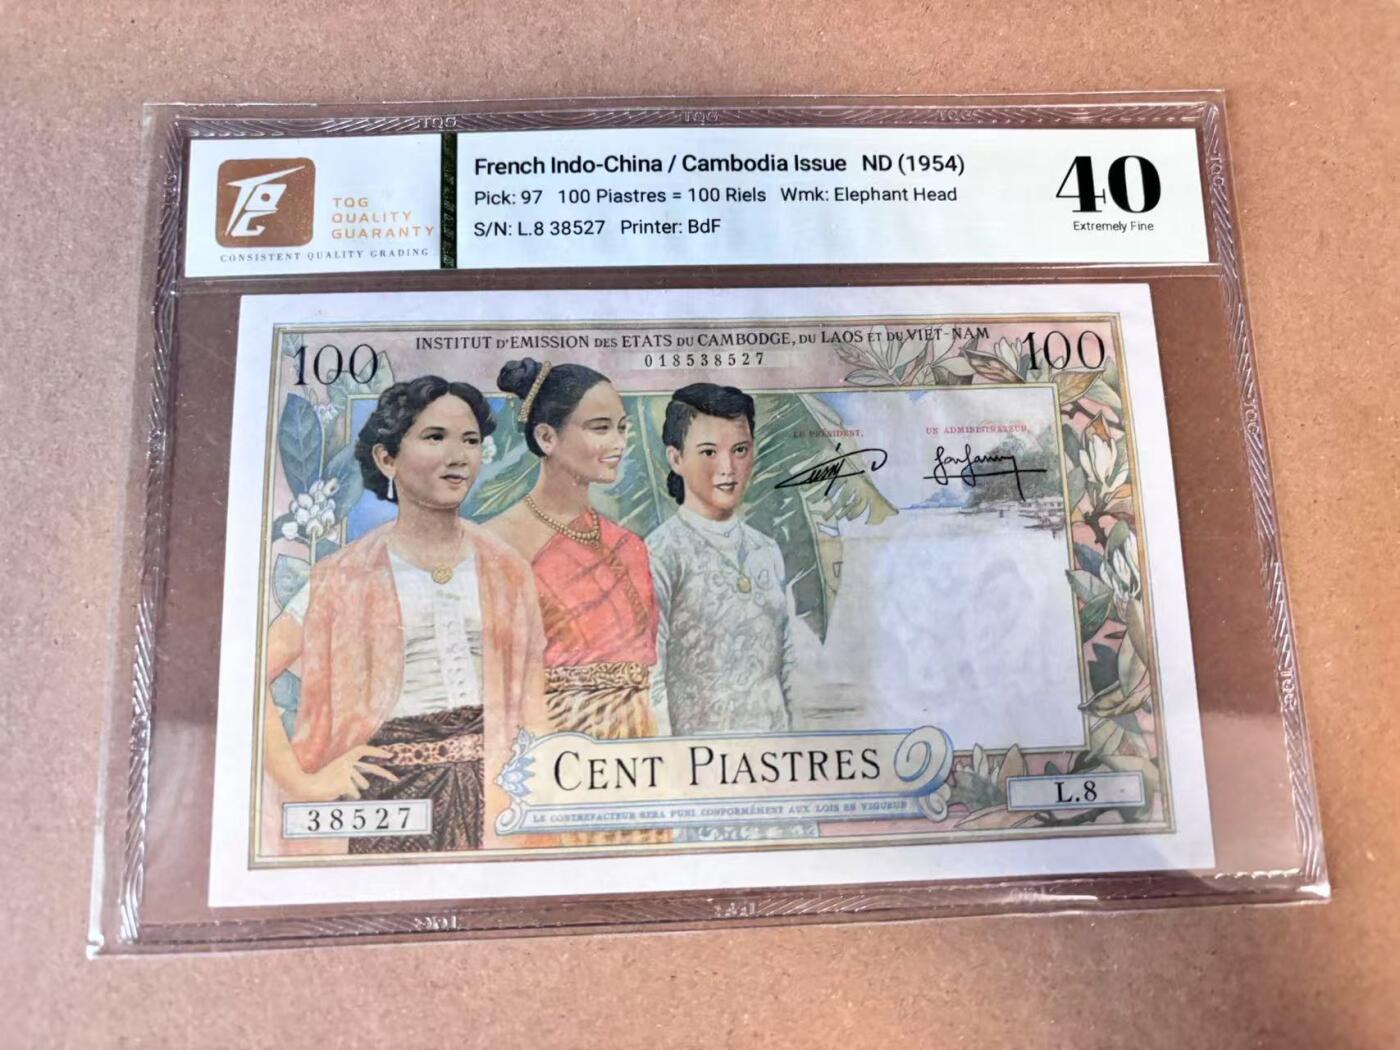 TQG
QUALITY
GUARANTY
CONSISTENT QUALITY GRADING
French Indo-China / Cambodia Issue ND (1954)
Pick: 97 100 Piastres = 100 Riels Wmk: Elephant Head
S/N: L.8 38527 Printer: BdF
40
Extremely Fine
INSTITUT D'EMISSION DES ETATS DU CAMBODGE, DU LAOS ET DU VIET-NAM
100
018538527
100
LE PRÉSIDENT,
UN ADMINISTRATEUR,
CENT PIASTRES
LE CONTREFACTEUR SERA PUNI CONFORMÉMENT AUX LOIS EN VIGUEUR
38527
L.8